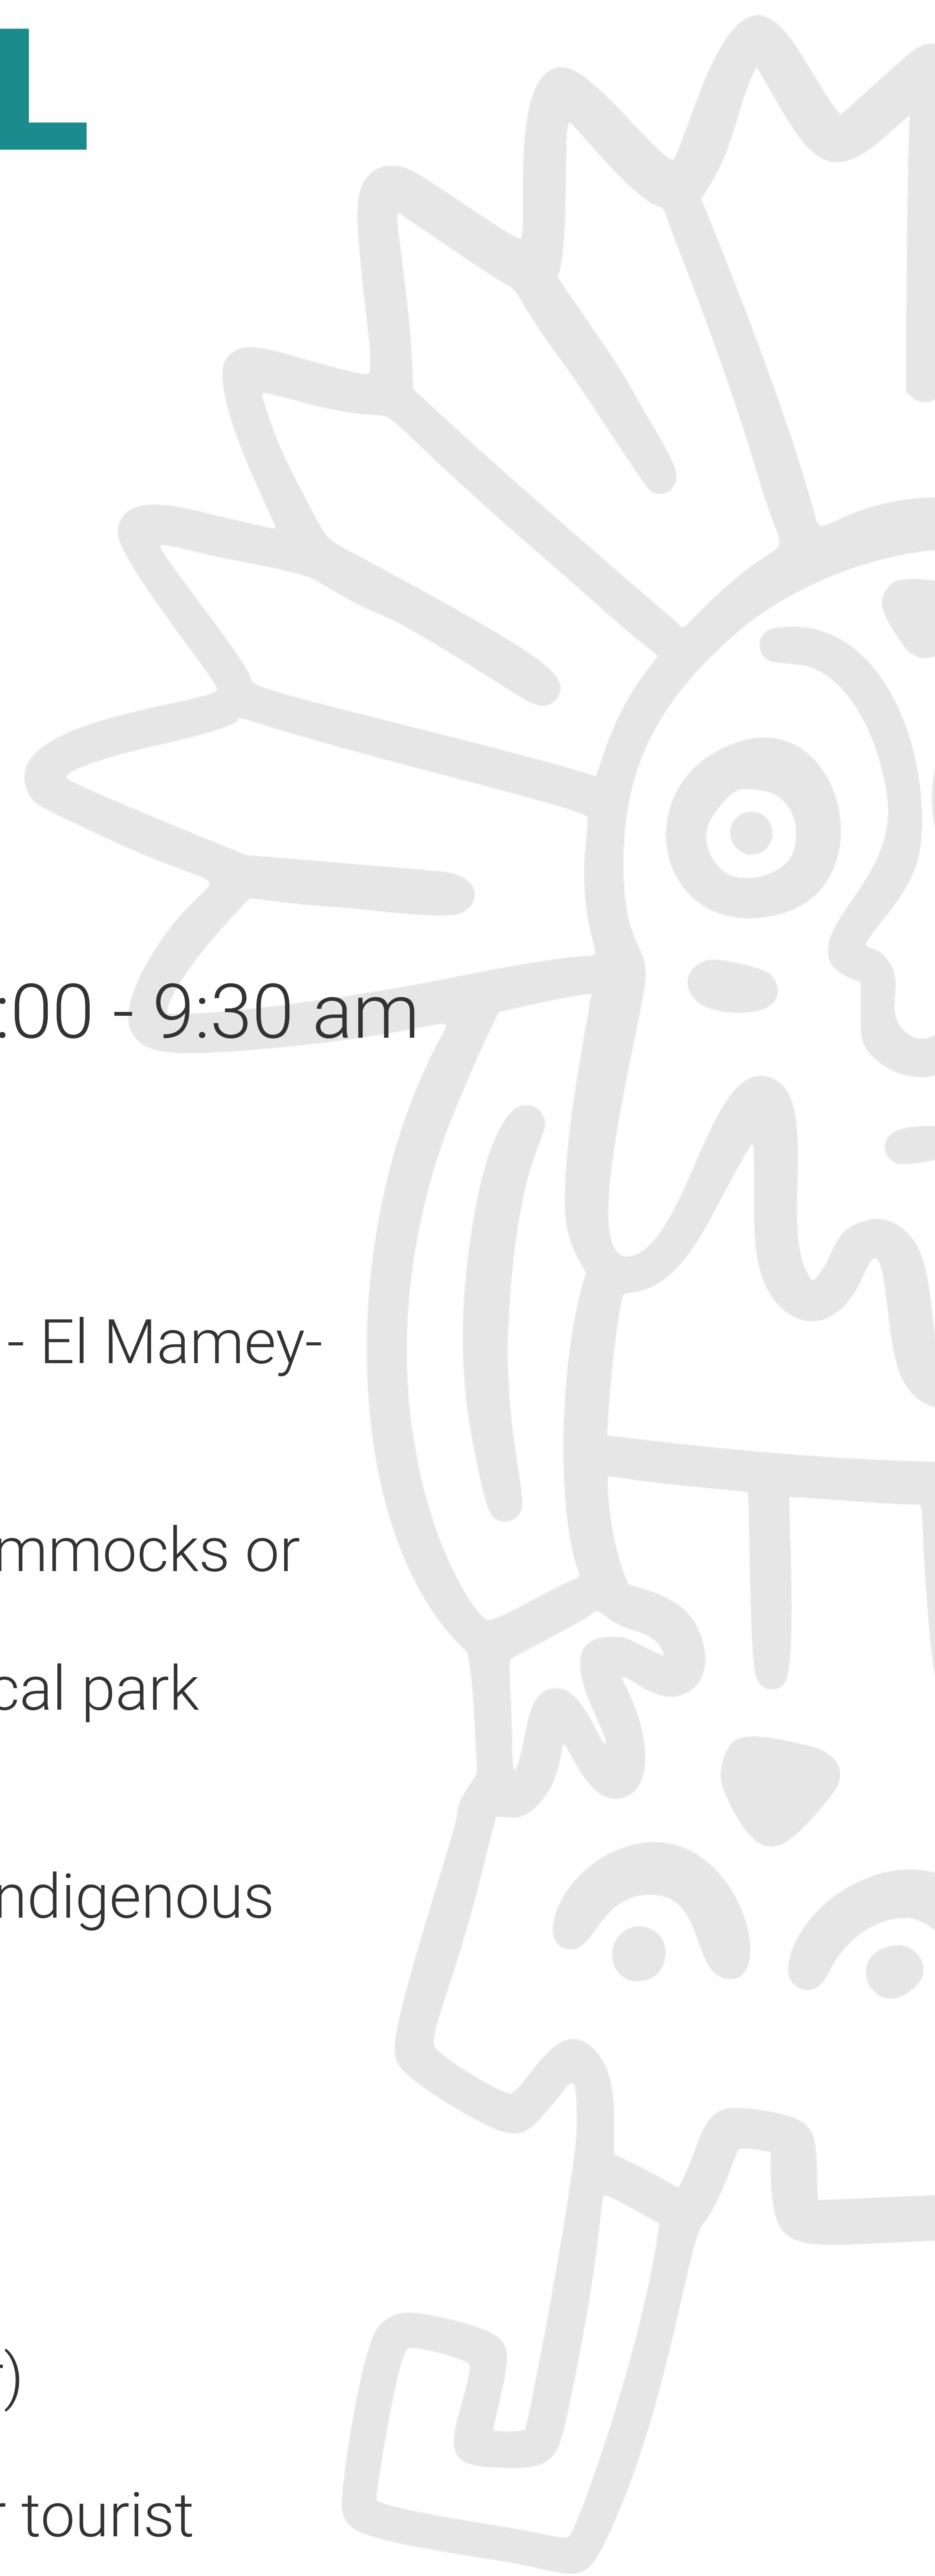 L
:00 - 9:30 am
- El Mamey-
mmocks or
cal park
ndigenous
r)
r tourist